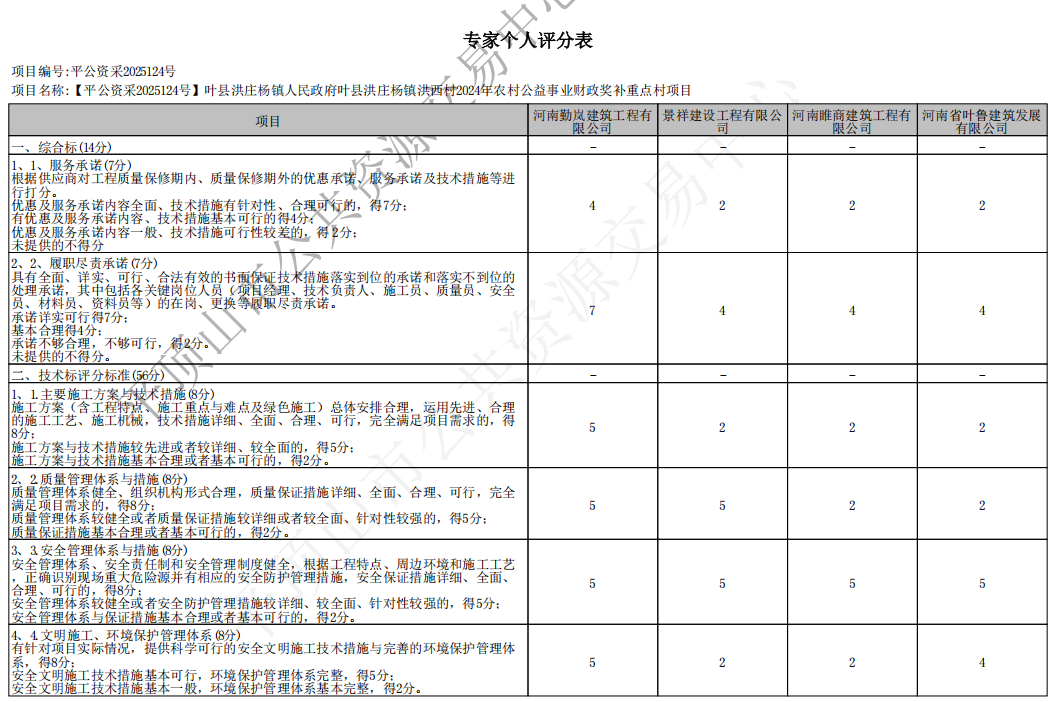 专家个人评分表
项目编号:平公资采2025124号
项目名称:【平公资采2025124号】叶县洪庄杨镇人民政府叶县洪庄杨镇洪西村2024年农村公益事业财政奖补重点村项目
项目 河南勤岚建筑工程有限公司 景祥建设工程有限公司 河南睢商建筑工程有限公司 河南省叶鲁建筑发展有限公司
一、综合标(14分) - - - -
1、1、服务承诺(7分)
根据供应商对工程质量保修期内、质量保修期外的优惠承诺、服务承诺及技术措施等进
行打分。
优惠及服务承诺内容全面、技术措施有针对性、合理可行的，得7分；
有优惠及服务承诺内容、技术措施基本可行的得4分；
优惠及服务承诺内容一般、技术措施可行性较差的，得2分；
未提供的不得分
4 2 2 2
2、2、履职尽责承诺(7分)
具有全面、详实、可行、合法有效的书面保证技术措施落实到位的承诺和落实不到位的
处理承诺，其中包括各关键岗位人员（项目经理、技术负责人、施工员、质量员、安全
员、材料员、资料员等）的在岗、更换等履职尽责承诺。
承诺详实可行得7分；
基本合理得4分；
承诺不够合理，不够可行，得2分。
未提供的不得分。
7 4 4 4
二、技术标评分标准(56分) - - - -
1、1.主要施工方案与技术措施(8分)
施工方案（含工程特点、施工重点与难点及绿色施工）总体安排合理，运用先进、合理
的施工工艺、施工机械，技术措施详细、全面、合理、可行，完全满足项目需求的，得
8分；
施工方案与技术措施较先进或者较详细、较全面的，得5分；
施工方案与技术措施基本合理或者基本可行的，得2分。
5 2 2 2
2、2.质量管理体系与措施(8分)
质量管理体系健全、组织机构形式合理，质量保证措施详细、全面、合理、可行，完全
满足项目需求的，得8分；
质量管理体系较健全或者质量保证措施较详细或者较全面、针对性较强的，得5分；
质量保证措施基本合理或者基本可行的，得2分。
5 5 2 2
3、3.安全管理体系与措施(8分)
安全管理体系、安全责任制和安全管理制度健全，根据工程特点、周边环境和施工工艺
，正确识别现场重大危险源并有相应的安全防护管理措施，安全保证措施详细、全面、
合理、可行的，得8分；
安全管理体系较健全或者安全防护管理措施较详细、较全面、针对性较强的，得5分；
安全管理体系与保证措施基本合理或者基本可行的，得2分。
5 5 5 5
4、4.文明施工、环境保护管理体系(8分)
有针对项目实际情况，提供科学可行的安全文明施工技术措施与完善的环境保护管理体
系，得8分；
安全文明施工技术措施基本可行，环境保护管理体系完整，得5分；
安全文明施工技术措施基本一般，环境保护管理体系基本完整，得2分。
5 2 2 4
平顶山市公共资源交易中心
平顶山市公共资源交易中心